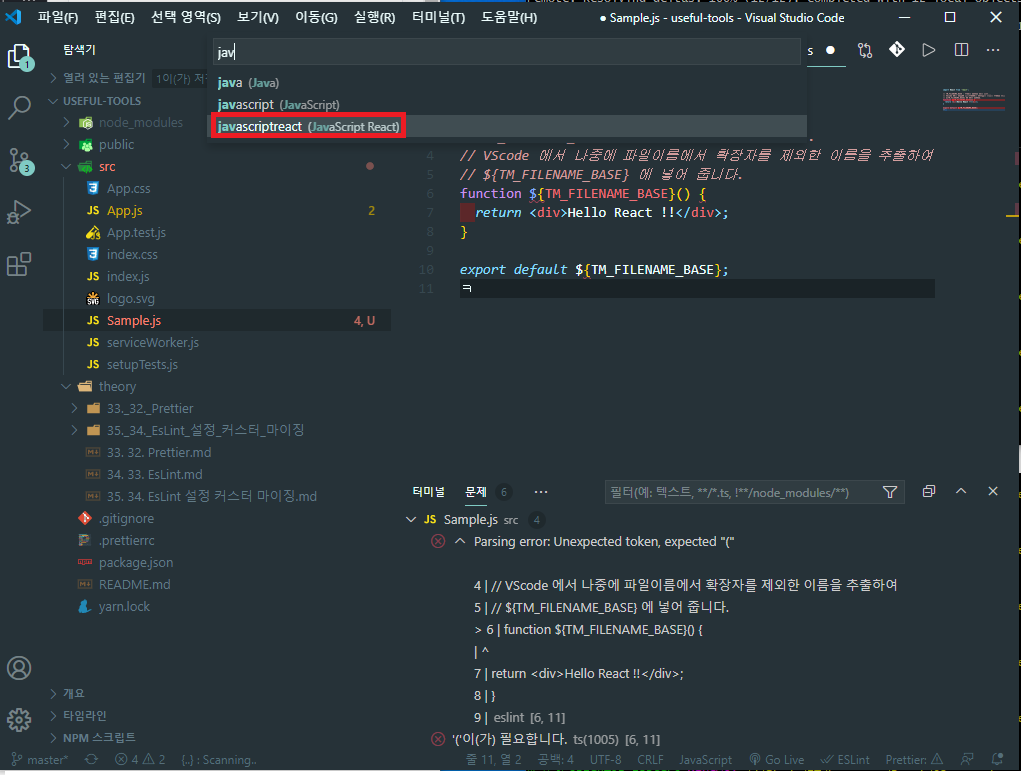 파일(F) 편집(E) 선택 영역(S) 보기(V) 이동(G) 실행(R) 터미널(T) 도움말(H) ● Sample.js - useful-tools - Visual Studio Code
탐색기
열려 있는 편집기 1이(가) 저
jav
java (Java)
javascript (JavaScript)
javascriptreact (JavaScript React)
s
1
3
USEFUL-TOOLS
node_modules
public
src
App.css
App.js 2
App.test.js
index.css
index.js
logo.svg
Sample.js 4, U
serviceWorker.js
setupTests.js
theory
33._32._Prettier
35._34._EsLint_설정_커스터_마이징
33. 32. Prettier.md
34. 33. EsLint.md
35. 34. EsLint 설정 커스터 마이징.md
.gitignore
.prettierrc
package.json
README.md
yarn.lock
개요
타임라인
NPM 스크립트
4 // VScode 에서 나중에 파일이름에서 확장자를 제외한 이름을 추출하여
5 // ${TM_FILENAME_BASE} 에 넣어 줍니다.
6 function ${TM_FILENAME_BASE}() {
7 return <div>Hello React !!</div>;
8 }
9
10 export default ${TM_FILENAME_BASE};
11 ㅋ
터미널 문제 6 ··· 필터(예: 텍스트, **/*.ts, !**/node_modules/**)
JS Sample.js src 4
Parsing error: Unexpected token, expected "("
4 | // VScode 에서 나중에 파일이름에서 확장자를 제외한 이름을 추출하여
5 | // ${TM_FILENAME_BASE} 에 넣어 줍니다.
> 6 | function ${TM_FILENAME_BASE}() {
| ^
7 | return <div>Hello React !!</div>;
8 | }
9 | eslint [6, 11]
'('이(가) 필요합니다. ts(1005) [6, 11]
master* 4 2 {..} : Scanning.. 줄 11, 열 2 공백: 4 UTF-8 CRLF JavaScript Go Live ESLint Prettier: